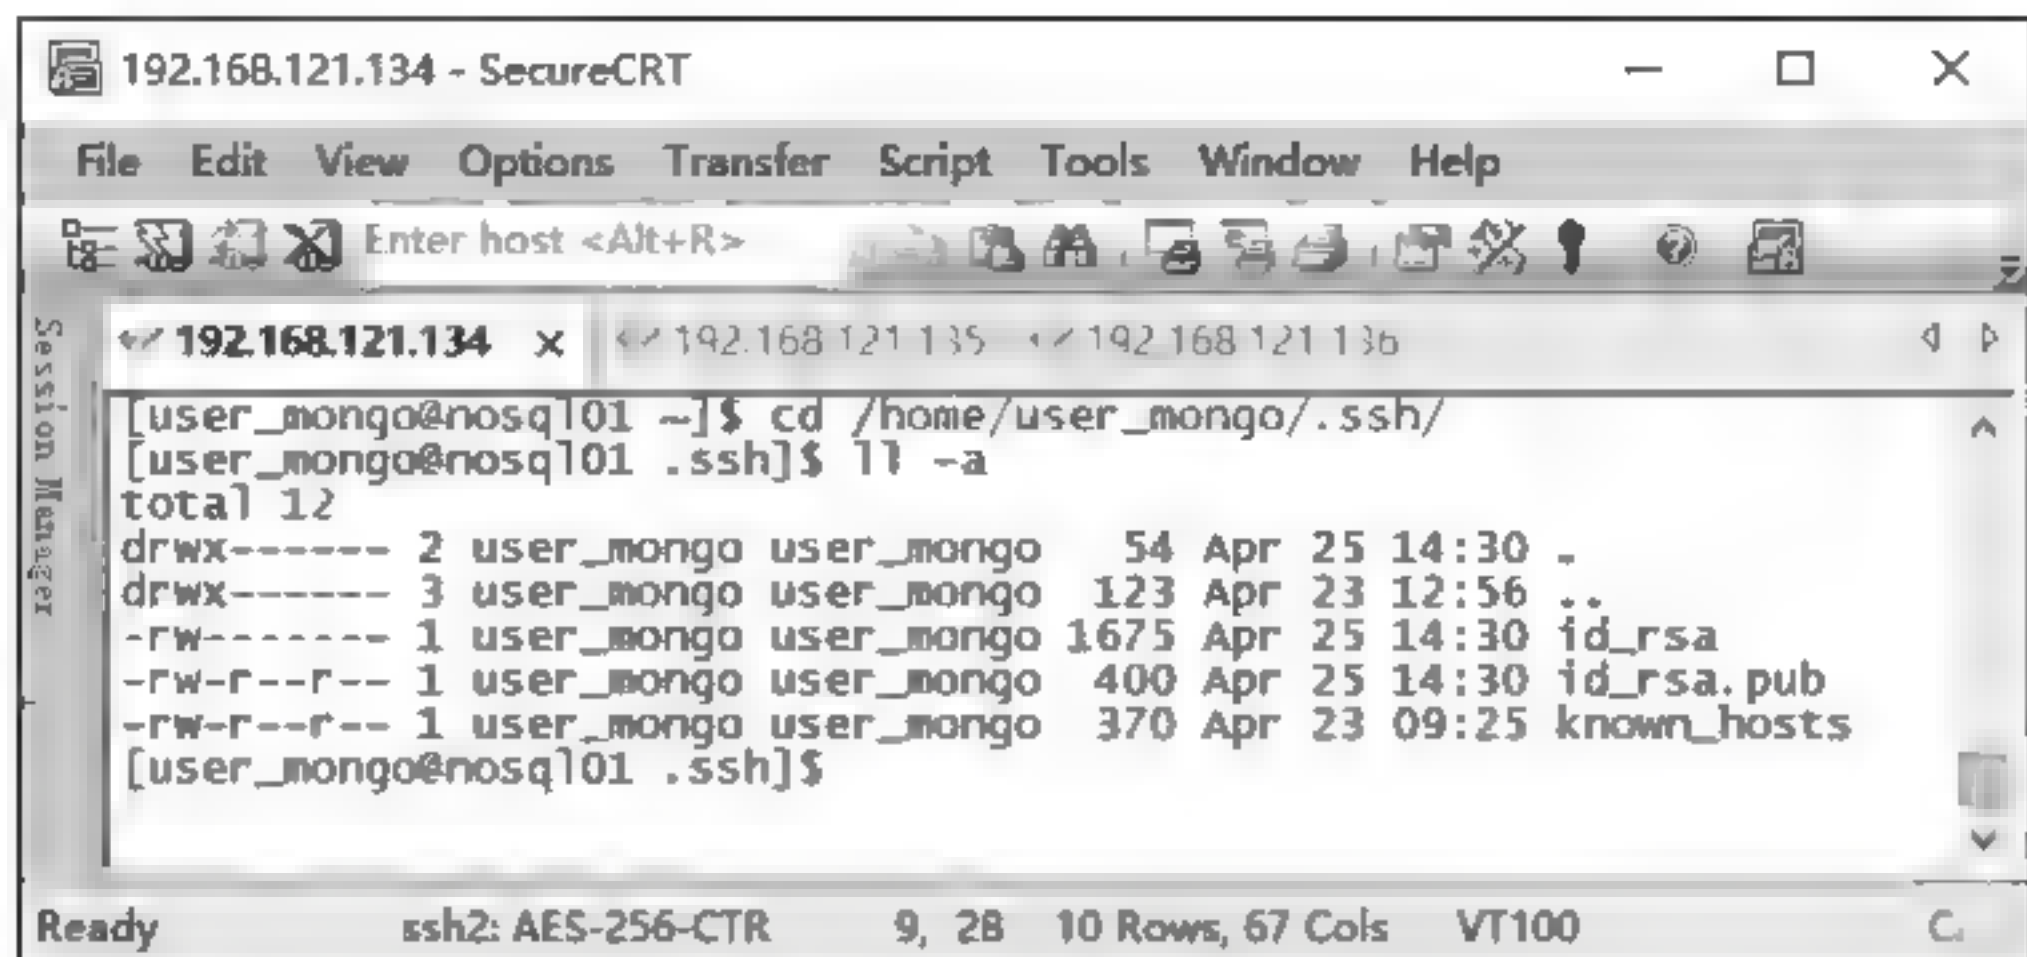 192.168.121.134 - SecureCRT
File Edit View Options Transfer Script Tools Window Help
Enter host <Alt+R>
Session Manager
192.168.121.134 × 192.168.121.135 192.168.121.136
[user_mongo@nosql01 ~]$ cd /home/user_mongo/.ssh/
[user_mongo@nosql01 .ssh]$ ll -a
total 12
drwx------ 2 user_mongo user_mongo   54 Apr 25 14:30 .
drwx------ 3 user_mongo user_mongo  123 Apr 23 12:56 ..
-rw------- 1 user_mongo user_mongo 1675 Apr 25 14:30 id_rsa
-rw-r--r-- 1 user_mongo user_mongo  400 Apr 25 14:30 id_rsa.pub
-rw-r--r-- 1 user_mongo user_mongo  370 Apr 23 09:25 known_hosts
[user_mongo@nosql01 .ssh]$
Ready ssh2: AES-256-CTR 9, 28 10 Rows, 67 Cols VT100